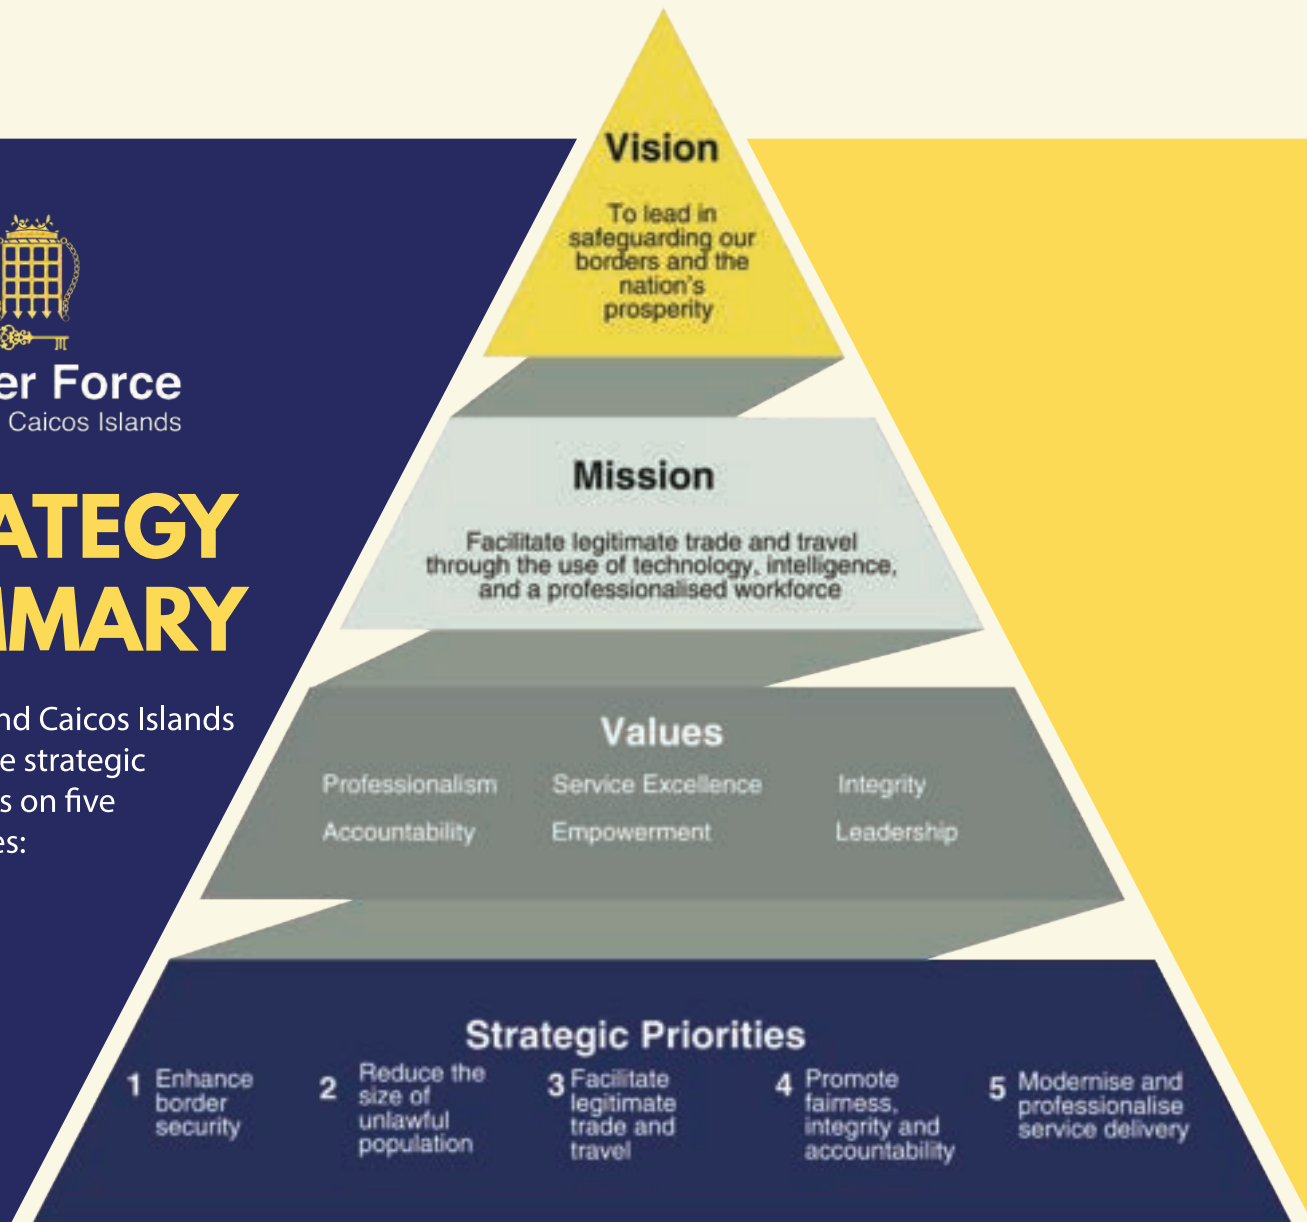 er Force
Caicos Islands
ATEGY
MMARY
nd Caicos Islands
e strategic
s on five
es:
Vision
To lead in
safeguarding our
borders and the
nation's
prosperity
Mission
Facilitate legitimate trade and travel
through the use of technology, intelligence,
and a professionalised workforce
Values
Professionalism Service Excellence Integrity
Accountability Empowerment Leadership
Strategic Priorities
1 Enhance
border
security
2 Reduce the
size of
unlawful
population
3 Facilitate
legitimate
trade and
travel
4 Promote
fairness,
integrity and
accountability
5 Modernise and
professionalise
service delivery